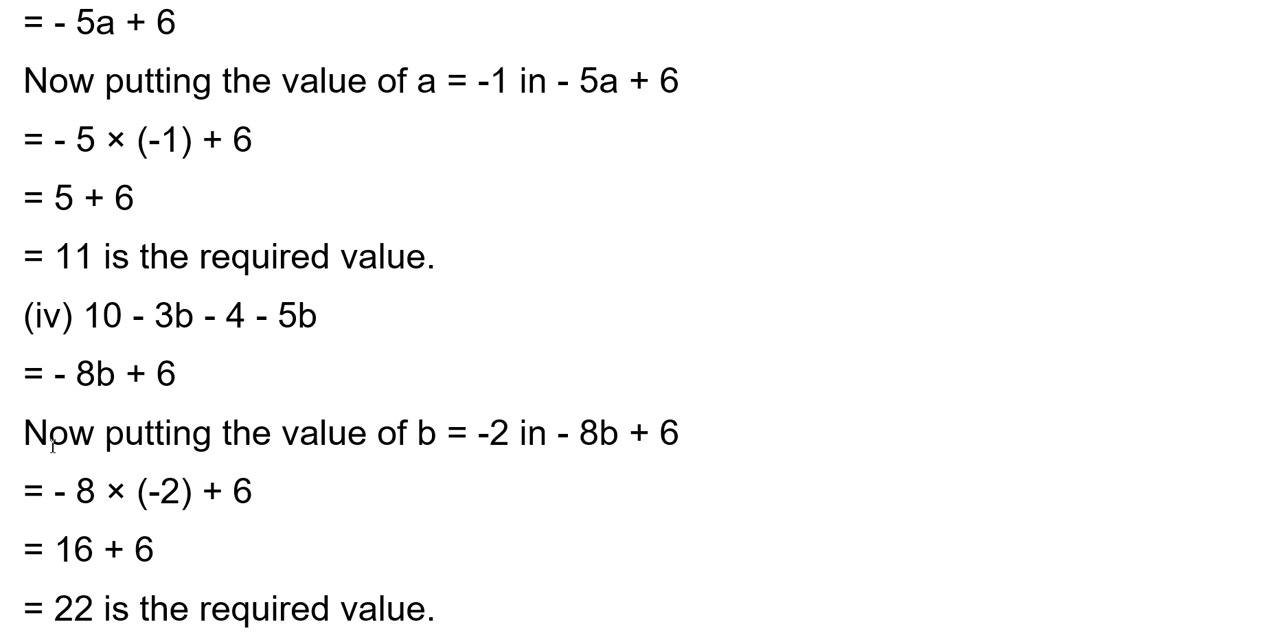 = - 5a + 6
Now putting the value of a = -1 in - 5a + 6
= - 5 × (-1) + 6
= 5 + 6
= 11 is the required value.
(iv) 10 - 3b - 4 - 5b
= - 8b + 6
Now putting the value of b = -2 in - 8b + 6
= - 8 × (-2) + 6
= 16 + 6
= 22 is the required value.